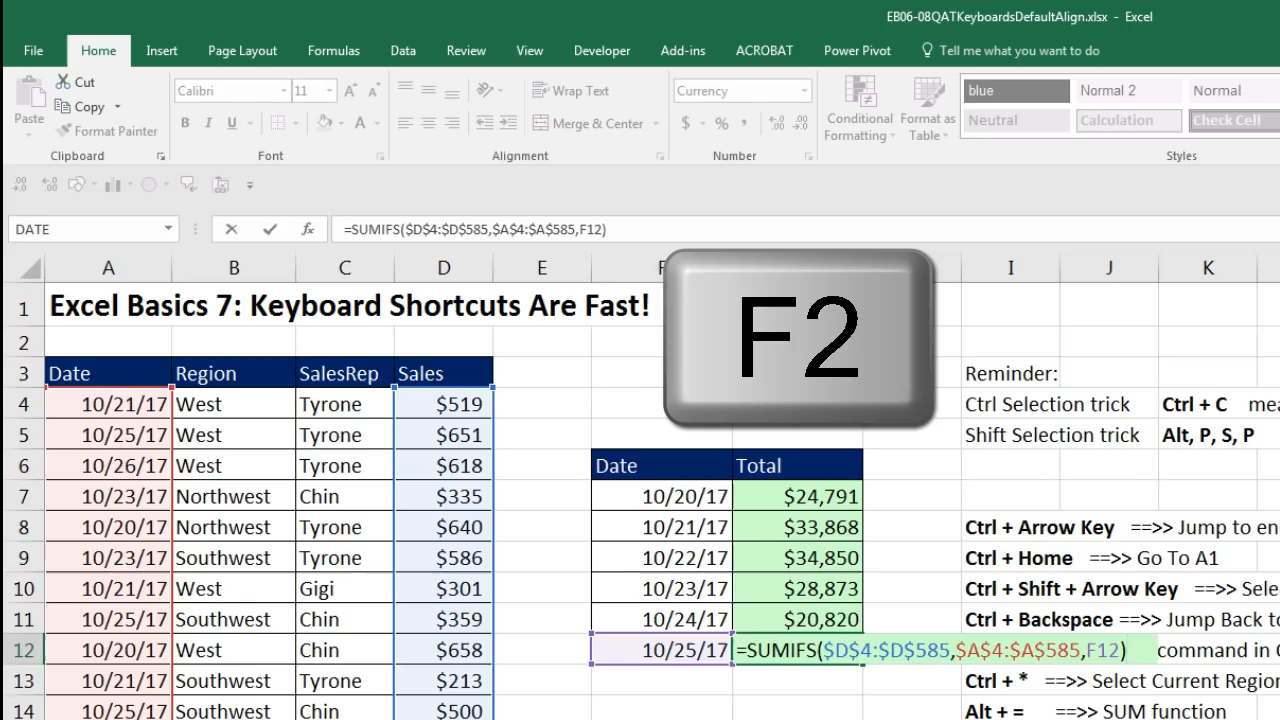 EB06-08QATKeyboardsDefaultAlign.xlsx - Excel
File Home Insert Page Layout Formulas Data Review View Developer Add-ins ACROBAT Power Pivot Tell me what you want to do
Paste Cut Copy Format Painter Clipboard
Calibri 11 B I U A Font
Wrap Text Merge & Center Alignment
Currency $ % , Number
Conditional Formatting Format as Table
blue Normal 2 Normal
Neutral Calculation Check Cell
Styles
DATE fx =SUMIFS($D$4:$D$585,$A$4:$A$585,F12)
A B C D E F I J K
1 Excel Basics 7: Keyboard Shortcuts Are Fast!
F2
2
3 Date Region SalesRep Sales Reminder:
4 10/21/17 West Tyrone $519 Ctrl Selection trick Ctrl + C
5 10/25/17 West Tyrone $651 Shift Selection trick Alt, P, S, P
6 10/26/17 West Tyrone $618 Date Total
7 10/23/17 Northwest Chin $335 10/20/17 $24,791
8 10/20/17 Northwest Tyrone $640 10/21/17 $33,868 Ctrl + Arrow Key ==>> Jump to
9 10/23/17 Southwest Tyrone $586 10/22/17 $34,850 Ctrl + Home ==>> Go To A1
10 10/21/17 West Gigi $301 10/23/17 $28,873 Ctrl + Shift + Arrow Key ==>>
11 10/25/17 Southwest Chin $359 10/24/17 $20,820 Ctrl + Backspace ==>> Jump Back
12 10/20/17 West Chin $658 10/25/17 =SUMIFS($D$4:$D$585,$A$4:$A$585,F12) command in
13 10/21/17 Southwest Tyrone $213 Ctrl + * ==>> Select Current Region
14 10/25/17 Southwest Chin $500 Alt + = ==>> SUM function